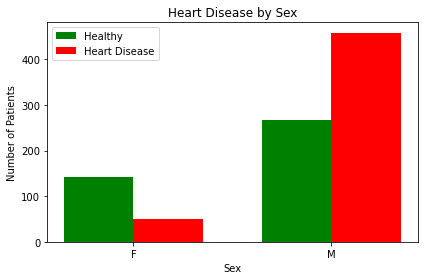 Heart Disease by Sex
Healthy
Heart Disease
Number of Patients
400
300
200
100
0
F
M
Sex